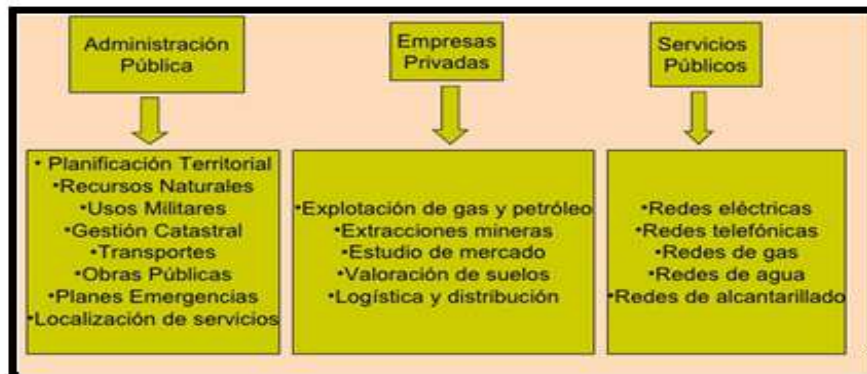 Administración
Pública
• Planificación Territorial
•Recursos Naturales
•Usos Militares
•Gestión Catastral
•Transportes
•Obras Públicas
•Planes Emergencias
•Localización de servicios
Empresas
Privadas
•Explotación de gas y petróleo
•Extracciones mineras
•Estudio de mercado
•Valoración de suelos
•Logística y distribución
Servicios
Públicos
•Redes eléctricas
•Redes telefónicas
•Redes de gas
•Redes de agua
•Redes de alcantarillado